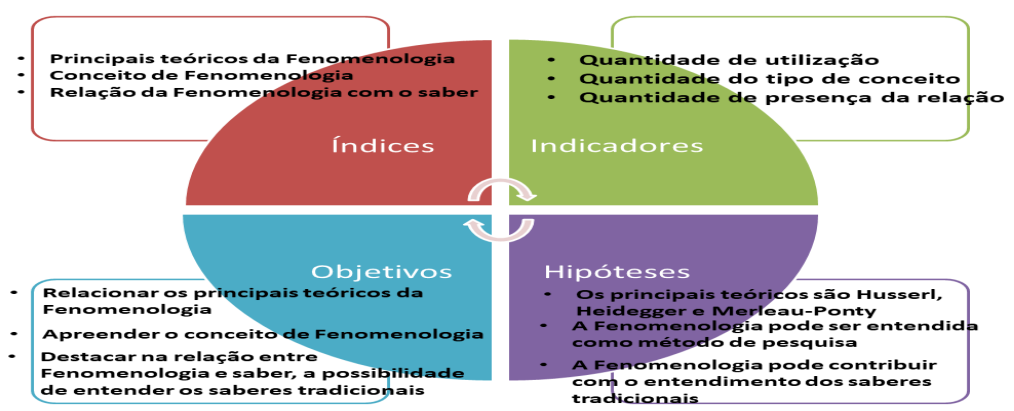 • Principais teóricos da Fenomenologia
• Conceito de Fenomenologia
• Relação da Fenomenologia com o saber
Índices
• Quantidade de utilização
• Quantidade do tipo de conceito
• Quantidade de presença da relação
Indicadores
Objetivos
• Relacionar os principais teóricos da
Fenomenologia
• Apreender o conceito de Fenomenologia
• Destacar na relação entre
Fenomenologia e saber, a possibilidade
de entender os saberes tradicionais
Hipóteses
• Os principais teóricos são Husserl,
Heidegger e Merleau-Ponty
• A Fenomenologia pode ser entendida
como método de pesquisa
• A Fenomenologia pode contribuir
com o entendimento dos saberes
tradicionais